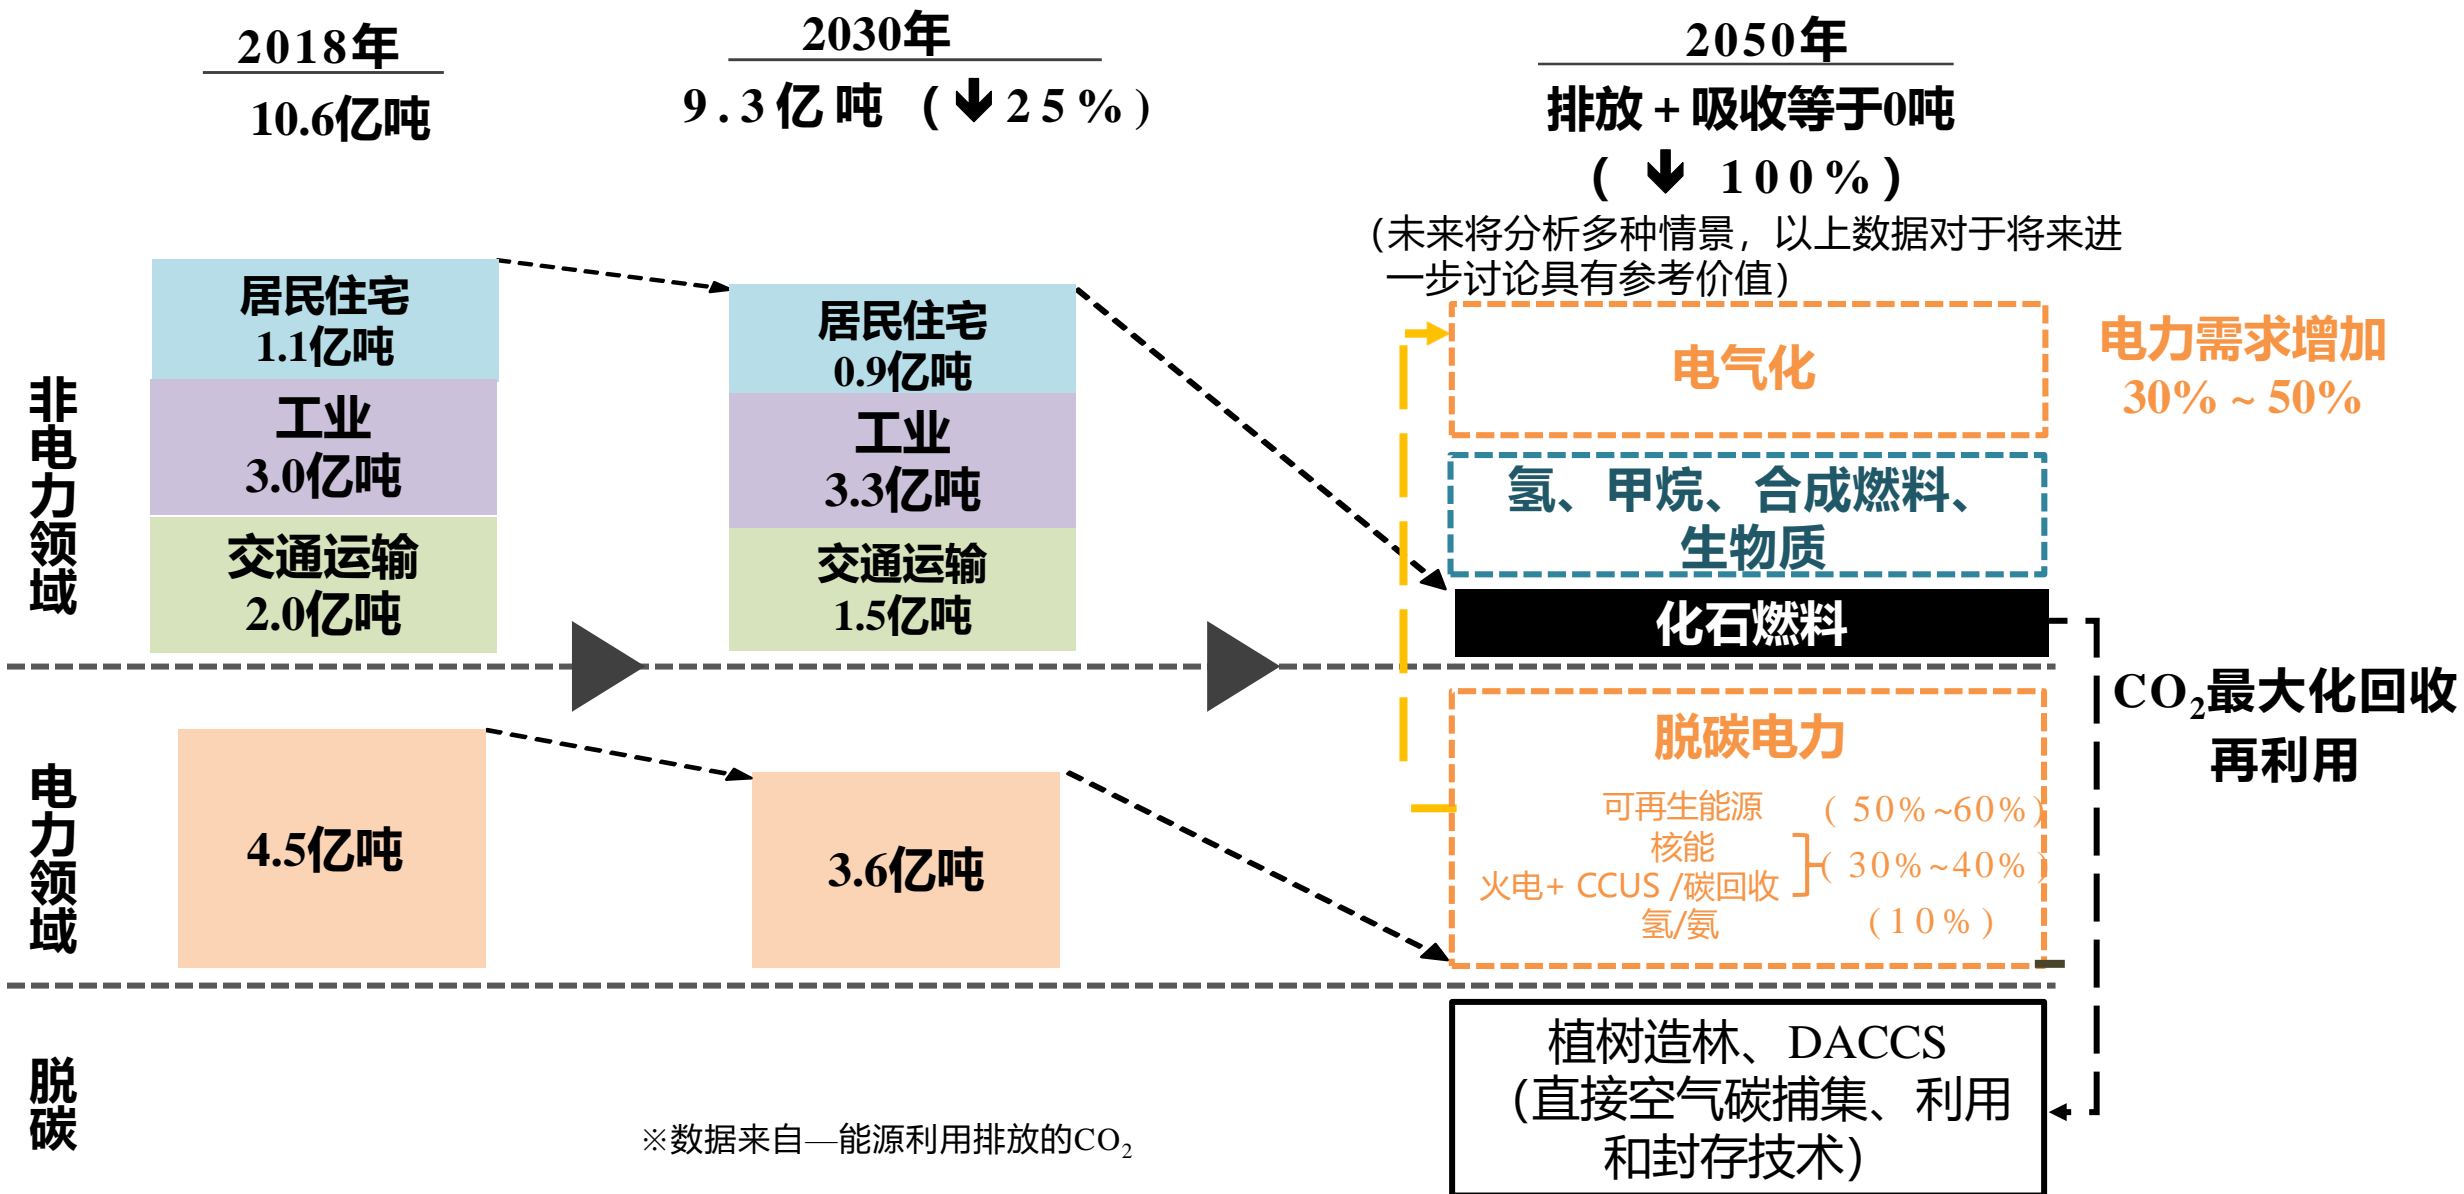 2018年
10.6亿吨
2030年
9.3亿吨（🡻25%）
2050年
排放+吸收等于0吨
（🡻 100%）
（未来将分析多种情景，以上数据对于将来进
一步讨论具有参考价值）
非电力领域
居民住宅
1.1亿吨
工业
3.0亿吨
交通运输
2.0亿吨
居民住宅
0.9亿吨
工业
3.3亿吨
交通运输
1.5亿吨
电气化
电力需求增加
30% ~ 50%
氢、甲烷、合成燃料、
生物质
化石燃料
CO₂最大化回收
再利用
电力领域
4.5亿吨
3.6亿吨
脱碳电力
可再生能源 （50%~60%）
核能
火电+ CCUS /碳回收
（30%~40%）
氢/氨 （10%）
脱碳
植树造林、DACCS
（直接空气碳捕集、利用
和封存技术）
※数据来自—能源利用排放的CO₂